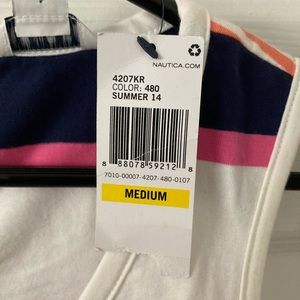 NAUTICA.COM
4207KR
COLOR: 480
SUMMER 14
8 88078 59212 8
7010-00007-4207-480-0107
MEDIUM